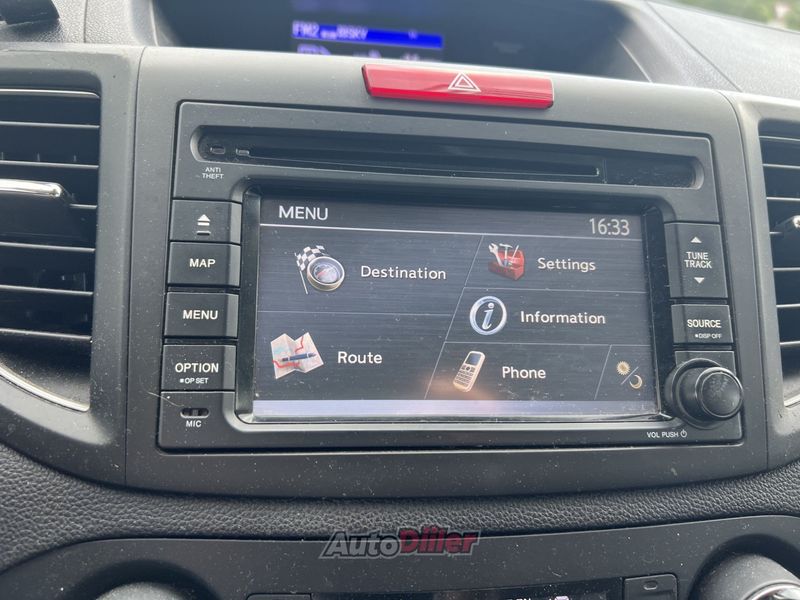 FM2
ANTI
THEFT
MENU
16:33
MAP
MENU
OPTION
OP SET
MIC
Destination
Settings
Information
Route
Phone
TUNE
TRACK
SOURCE
DISP OFF
VOL PUSH
AutoDiler